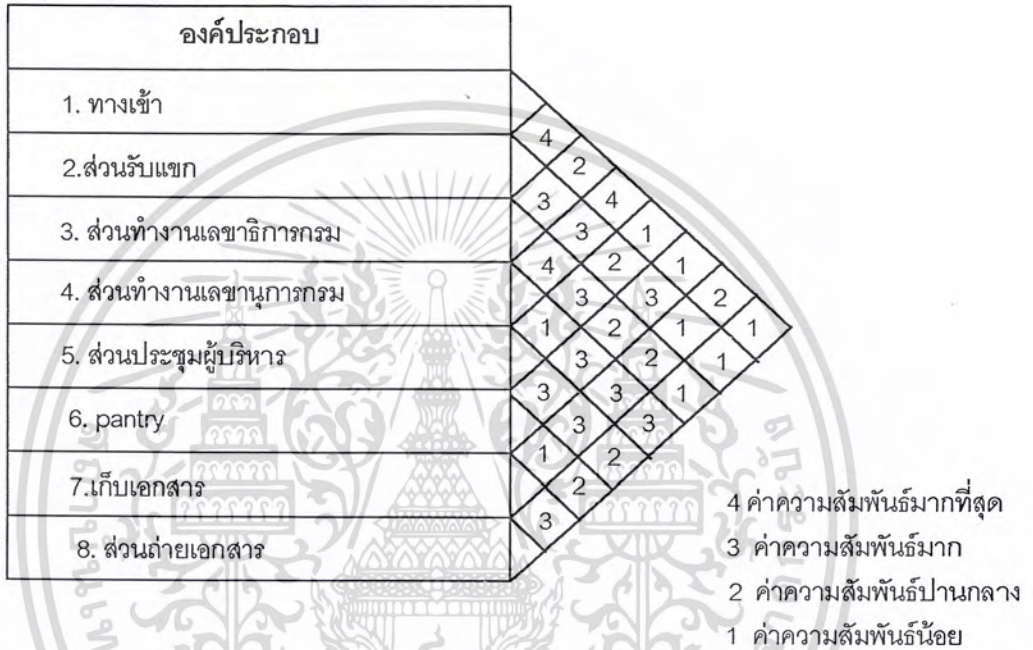 องค์ประกอบ
1. ทางเข้า
4
2.ส่วนรับแขก 2
3 4
3. ส่วนทำงานเลขาธิการกรม 3 1
4 2 1
4. ส่วนทำงานเลขานุการกรม 3 3 2
1 2 1 1
5. ส่วนประชุมผู้บริหาร 3 2 1
3 3 1
6. pantry 3 3
1 2
7.เก็บเอกสาร 2
3
8. ส่วนถ่ายเอกสาร
4 ค่าความสัมพันธ์มากที่สุด
3 ค่าความสัมพันธ์มาก
2 ค่าความสัมพันธ์ปานกลาง
1 ค่าความสัมพันธ์น้อย